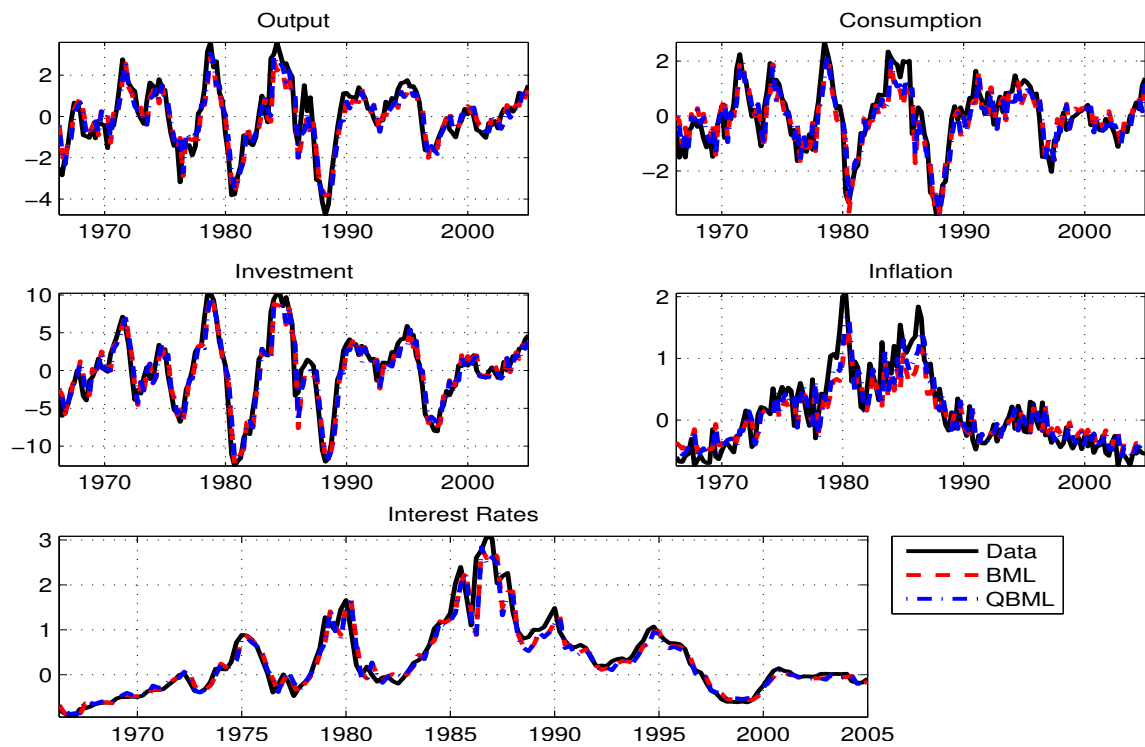 Output
2
0
−2
−4
1970 1980 1990 2000
Consumption
2
0
−2
1970 1980 1990 2000
Investment
10
5
0
−5
−10
1970 1980 1990 2000
Inflation
2
1
0
1970 1980 1990 2000
Interest Rates
3
2
1
0
1970 1975 1980 1985 1990 1995 2000 2005
Data
BML
QBML